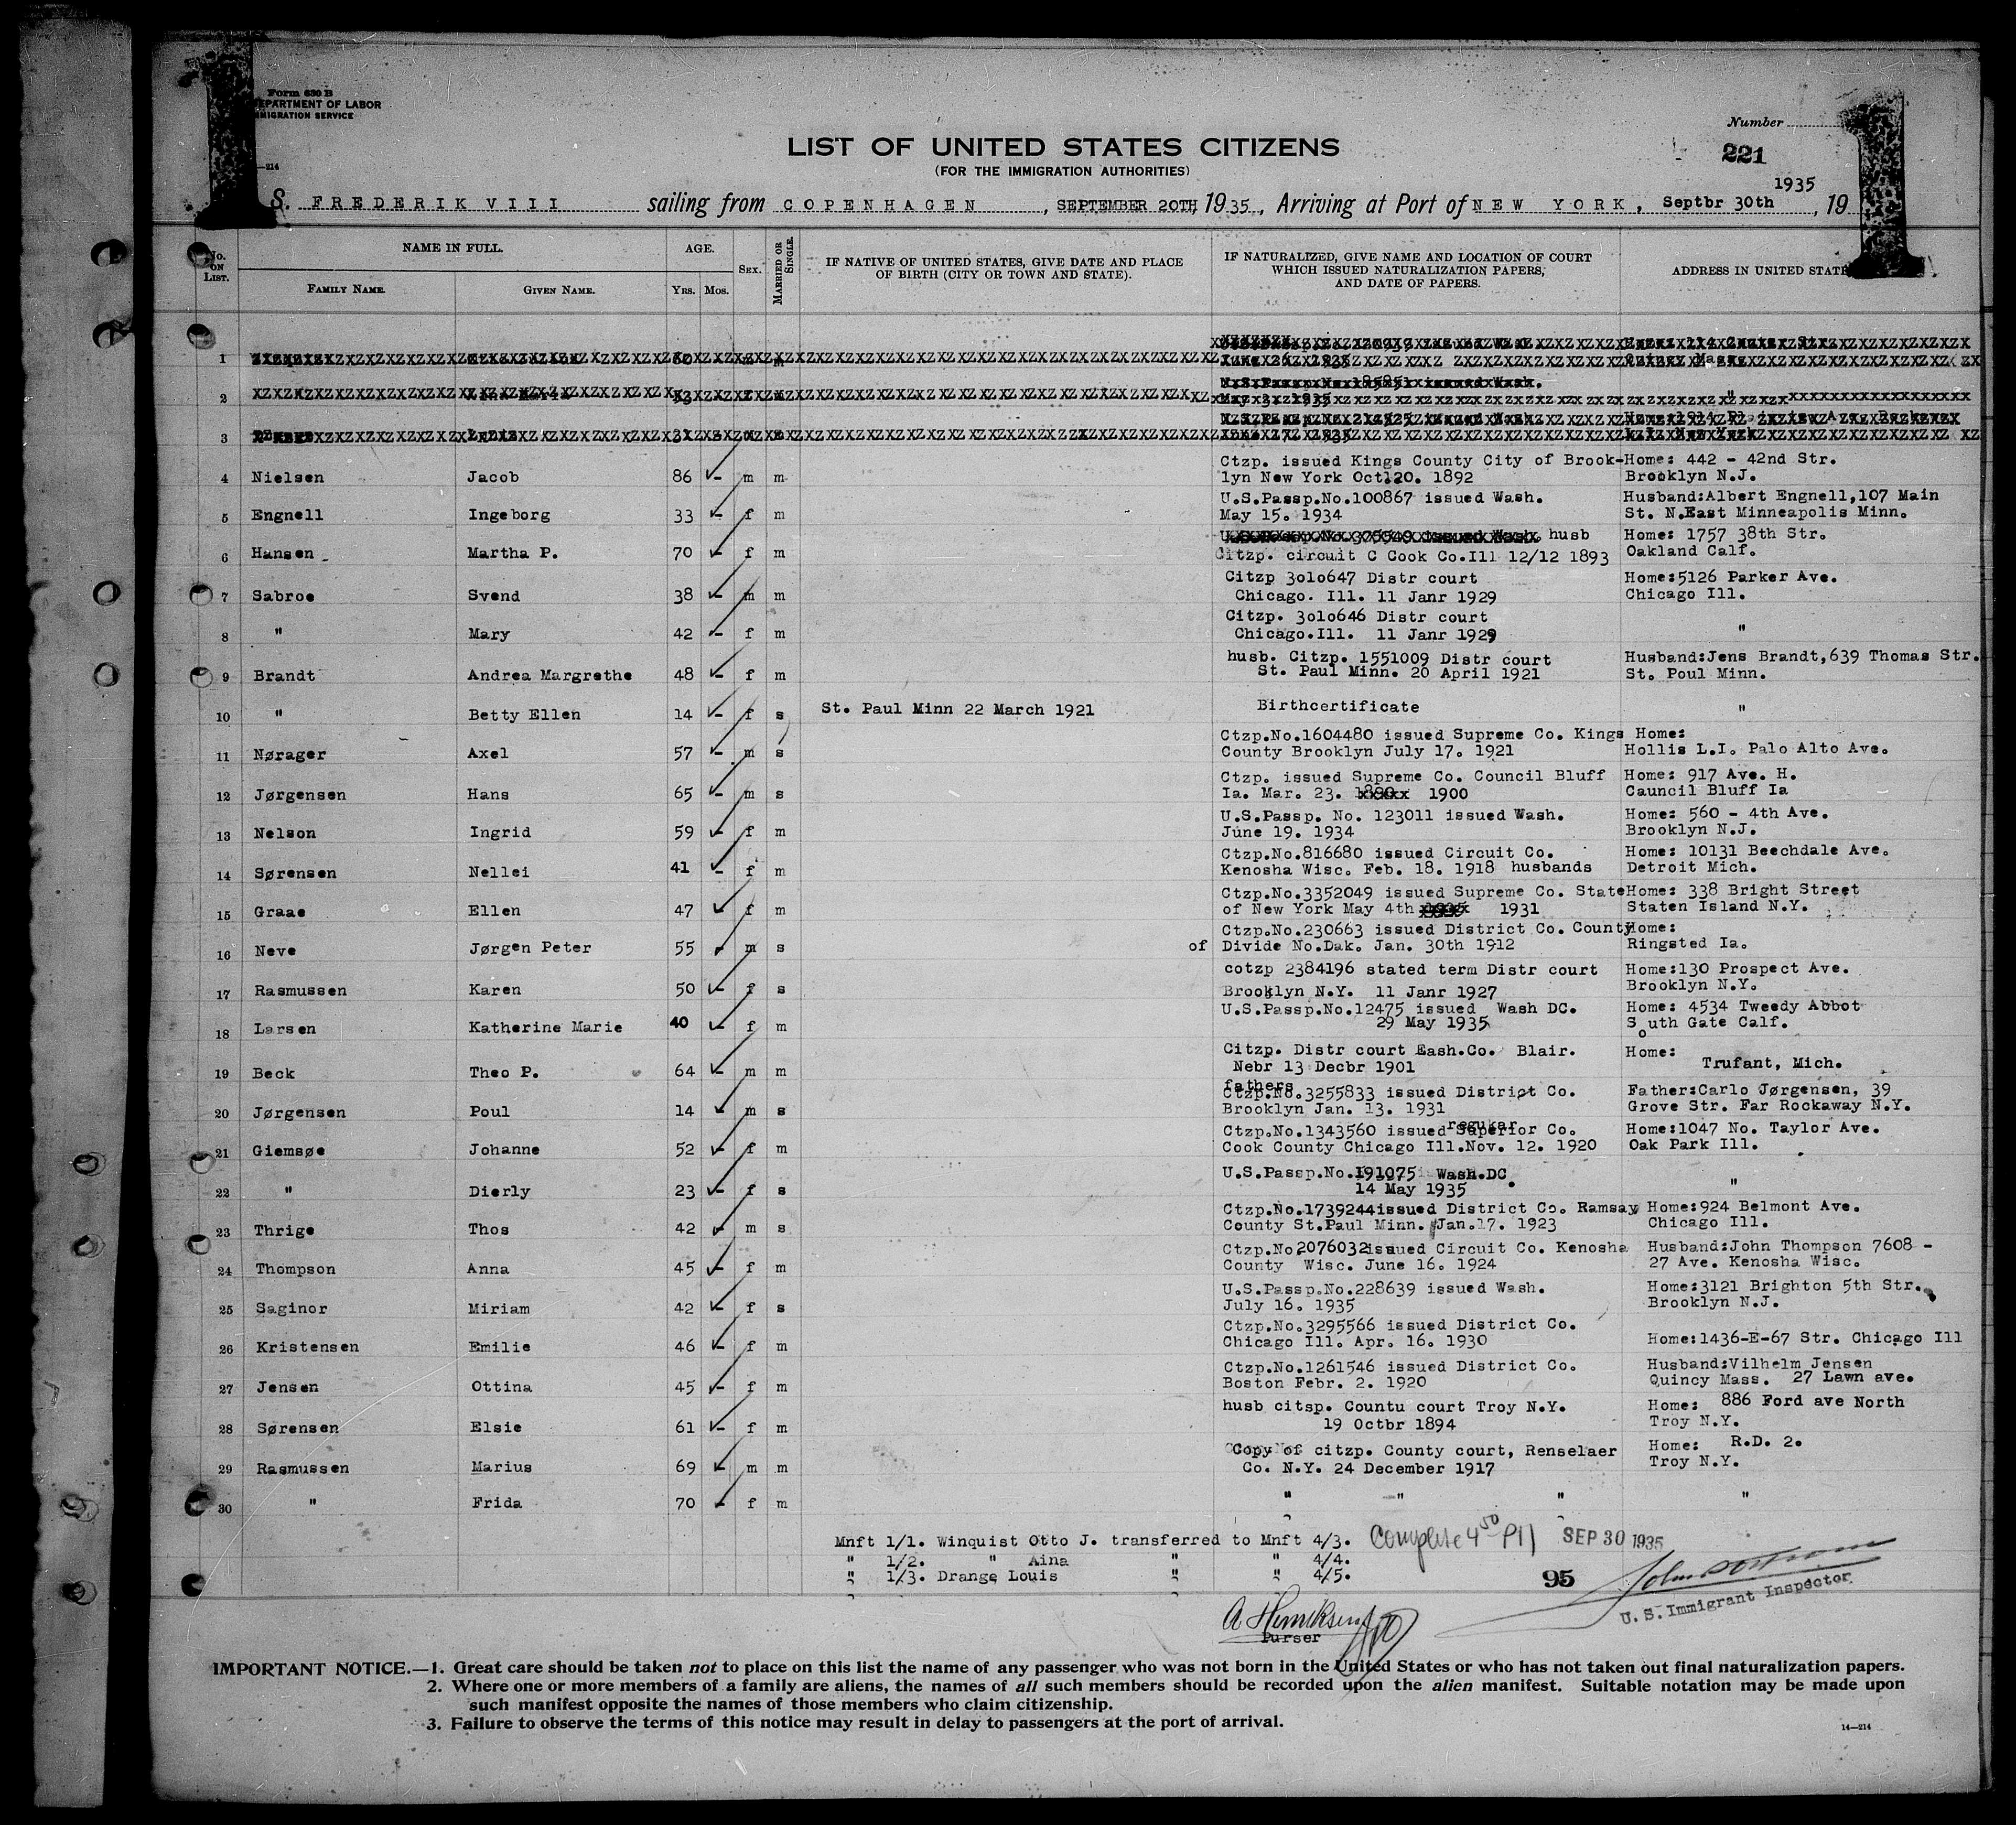 Form 630 B
DEPARTMENT OF LABOR
IMMIGRATION SERVICE
Number
LIST OF UNITED STATES CITIZENS
221
(FOR THE IMMIGRATION AUTHORITIES)
—214
1935
S. FREDERIK VIII sailing from COPENHAGEN, SEPTEMBER 20TH, 1935., Arriving at Port of NEW YORK, Septbr 30th, 19
No. ON LIST.
NAME IN FULL.
FAMILY NAME.
GIVEN NAME.
AGE.
YRS. MOS.
SEX.
MARRIED OR SINGLE.
IF NATIVE OF UNITED STATES, GIVE DATE AND PLACE
OF BIRTH (CITY OR TOWN AND STATE).
IF NATURALIZED, GIVE NAME AND LOCATION OF COURT
WHICH ISSUED NATURALIZATION PAPERS,
AND DATE OF PAPERS.
ADDRESS IN UNITED STATE
1
2
3
Ctzp. issued Kings County City of Brook- Home: 442 - 42nd Str.
4 Nielsen Jacob 86 m m lyn New York Oct.20. 1892 Brooklyn N.J.
U.S.Passp.No.100867 issued Wash. Husband:Albert Engnell,107 Main
5 Engnell Ingeborg 33 f m May 15. 1934 St. N.East Minneapolis Minn.
husb Home: 1757 38th Str.
6 Hansen Martha P. 70 f m Citzp. circuit C Cook Co.Ill 12/12 1893 Oakland Calf.
Citzp 3olo647 Distr court Home:5126 Parker Ave.
7 Sabroe Svend 38 m m Chicago. Ill. 11 Janr 1929 Chicago Ill.
Citzp. 3olo646 Distr court
8 " Mary 42 f m Chicago.Ill. 11 Janr 1929 "
husb. Citzp. 1551009 Distr court Husband:Jens Brandt,639 Thomas Str.
9 Brandt Andrea Margrethe 48 f m St. Paul Minn. 20 April 1921 St. Poul Minn.
10 " Betty Ellen 14 f s St. Paul Minn 22 March 1921 Birthcertificate "
Ctzp.No.1604480 issued Supreme Co. Kings Home:
11 Nørager Axel 57 m s County Brooklyn July 17. 1921 Hollis L.I. Palo Alto Ave.
Ctzp. issued Supreme Co. Council Bluff Home: 917 Ave. H.
12 Jørgensen Hans 65 m s Ia. Mar. 23. 1900 Cauncil Bluff Ia
U.S.Passp. No. 123011 issued Wash. Home: 560 - 4th Ave.
13 Nelson Ingrid 59 f m June 19. 1934 Brooklyn N.J.
Ctzp.No.816680 issued Circuit Co. Home: 10131 Beechdale Ave.
14 Sørensen Nellei 41 f m Kenosha Wisc. Feb. 18. 1918 husbands Detroit Mich.
Ctzp.No.3352049 issued Supreme Co. State Home: 338 Bright Street
15 Graae Ellen 47 f m of New York May 4th 1931 Staten Island N.Y.
Ctzp.No.230663 issued District Co. County Home:
16 Neve Jørgen Peter 55 m s of Divide No.Dak. Jan. 30th 1912 Ringsted Ia.
cotzp 2384196 stated term Distr court Home:130 Prospect Ave.
17 Rasmussen Karen 50 f s Brooklyn N.Y. 11 Janr 1927 Brooklyn N.Y.
U.S.Passp.No.12475 issued Wash DC. Home: 4534 Tweedy Abbot
18 Larsen Katherine Marie 40 f m 29 May 1935 South Gate Calf.
Citzp. Distr court Eash.Co. Blair. Home:
19 Beck Theo P. 64 m m Nebr 13 Decbr 1901 Trufant, Mich.
fathers
Ctzp.No.3255833 issued District Co. Father:Carlo Jørgensen, 39
20 Jørgensen Poul 14 m s Brooklyn Jan. 13. 1931 Grove Str. Far Rockaway N.Y.
regukar
Ctzp.No.1343560 issued Superior Co. Home:1047 No. Taylor Ave.
21 Giemsøe Johanne 52 f m Cook County Chicago Ill.Nov. 12. 1920 Oak Park Ill.
U.S.Passp.No.191075 Wash.DC.
22 " Dierly 23 f s 14 May 1935 "
Ctzp.No.1739244issued District Co. Ramsay Home:924 Belmont Ave.
23 Thrige Thos 42 m s County St.Paul Minn. Jan.17. 1923 Chicago Ill.
Ctzp.No2076032issued Circuit Co. Kenosha Husband:John Thompson 7608 -
24 Thompson Anna 45 f m County Wisc. June 16. 1924 27 Ave. Kenosha Wisc.
U.S.Passp.No.228639 issued Wash. Home:3121 Brighton 5th Str.
25 Saginor Miriam 42 f s July 16. 1935 Brooklyn N.J.
Ctzp.No.3295566 issued District Co.
26 Kristensen Emilie 46 f m Chicago Ill. Apr. 16. 1930 Home:1436-E-67 Str. Chicago Ill
Ctzp.No.1261546 issued District Co. Husband:Vilhelm Jensen
27 Jensen Ottina 45 f m Boston Febr. 2. 1920 Quincy Mass. 27 Lawn ave.
husb citsp. Countu court Troy N.Y. Home: 886 Ford ave North
28 Sørensen Elsie 61 f m 19 Octbr 1894 Troy N.Y.
Copy of citzp. County court, Renselaer Home: R.D. 2.
29 Rasmussen Marius 69 m m Co. N.Y. 24 December 1917 Troy N.Y.
30 " Frida 70 f m " " " "
Mnft 1/1. Winquist Otto J. transferred to Mnft 4/3. Complete 4 50 PM SEP 30 1935
" 1/2. " Aina " " 4/4.
" 1/3. Drange Louis " " 4/5.
95
U. S. Immigrant Inspector.
A Henriksen
Purser
IMPORTANT NOTICE.—1. Great care should be taken not to place on this list the name of any passenger who was not born in the United States or who has not taken out final naturalization papers.
2. Where one or more members of a family are aliens, the names of all such members should be recorded upon the alien manifest. Suitable notation may be made upon
such manifest opposite the names of those members who claim citizenship.
3. Failure to observe the terms of this notice may result in delay to passengers at the port of arrival.
14—214